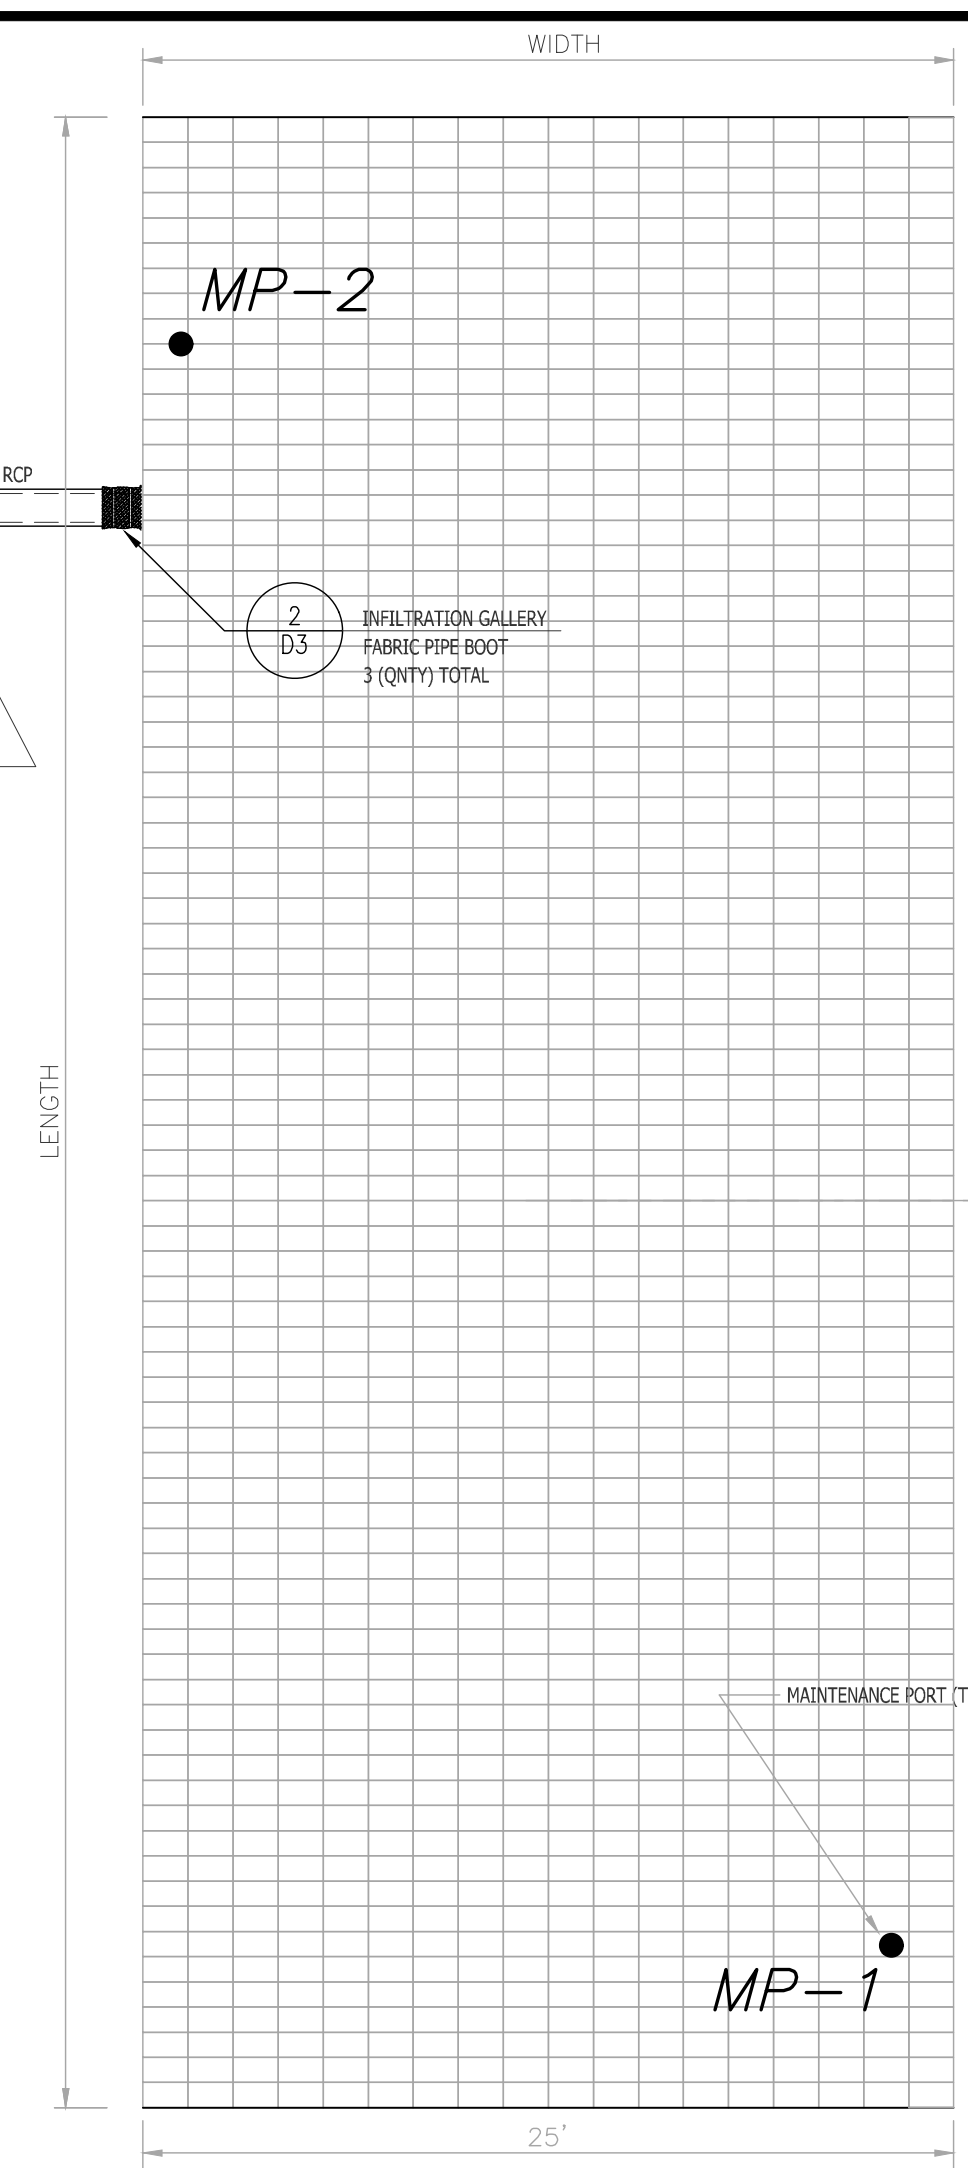 WIDTH
MP-2
RCP
2
D3
INFILTRATION GALLERY
FABRIC PIPE BOOT
3 (QNTY) TOTAL
LENGTH
MAINTENANCE PORT (T
MP-1
25'